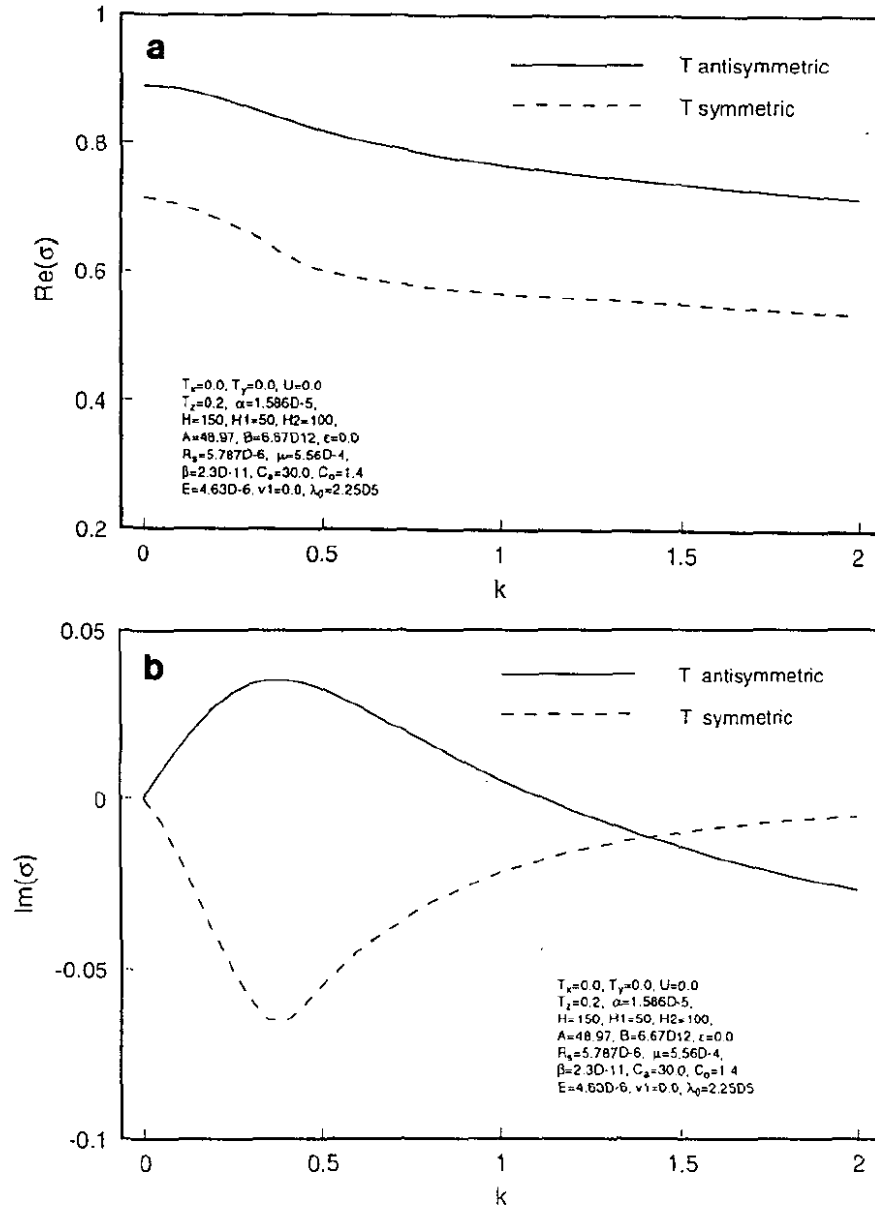 1
a
T antisymmetric
T symmetric
0.8
Re(σ)
0.6
0.4
Tₓ=0.0, Tᵧ=0.0, U=0.0
T_z=0.2, α=1.586D-5,
H=150, H1=50, H2=100,
A=48.97, B=6.67D12, ε=0.0
Rₛ=5.787D-6, μ=5.56D-4,
β=2.3D-11, Cₐ=30.0, Cₒ=1.4
E=4.63D-6, v1=0.0, λ₀=2.25D5
0.2
0 0.5 1 1.5 2
k
0.05
b
T antisymmetric
T symmetric
0
Im(σ)
-0.05
Tₓ=0.0, Tᵧ=0.0, U=0.0
T_z=0.2, α=1.586D-5,
H=150, H1=50, H2=100,
A=48.97, B=6.67D12, ε=0.0
Rₛ=5.787D-6, μ=5.56D-4,
β=2.3D-11, Cₐ=30.0, Cₒ=1.4
E=4.63D-6, v1=0.0, λ₀=2.25D5
-0.1
0 0.5 1 1.5 2
k